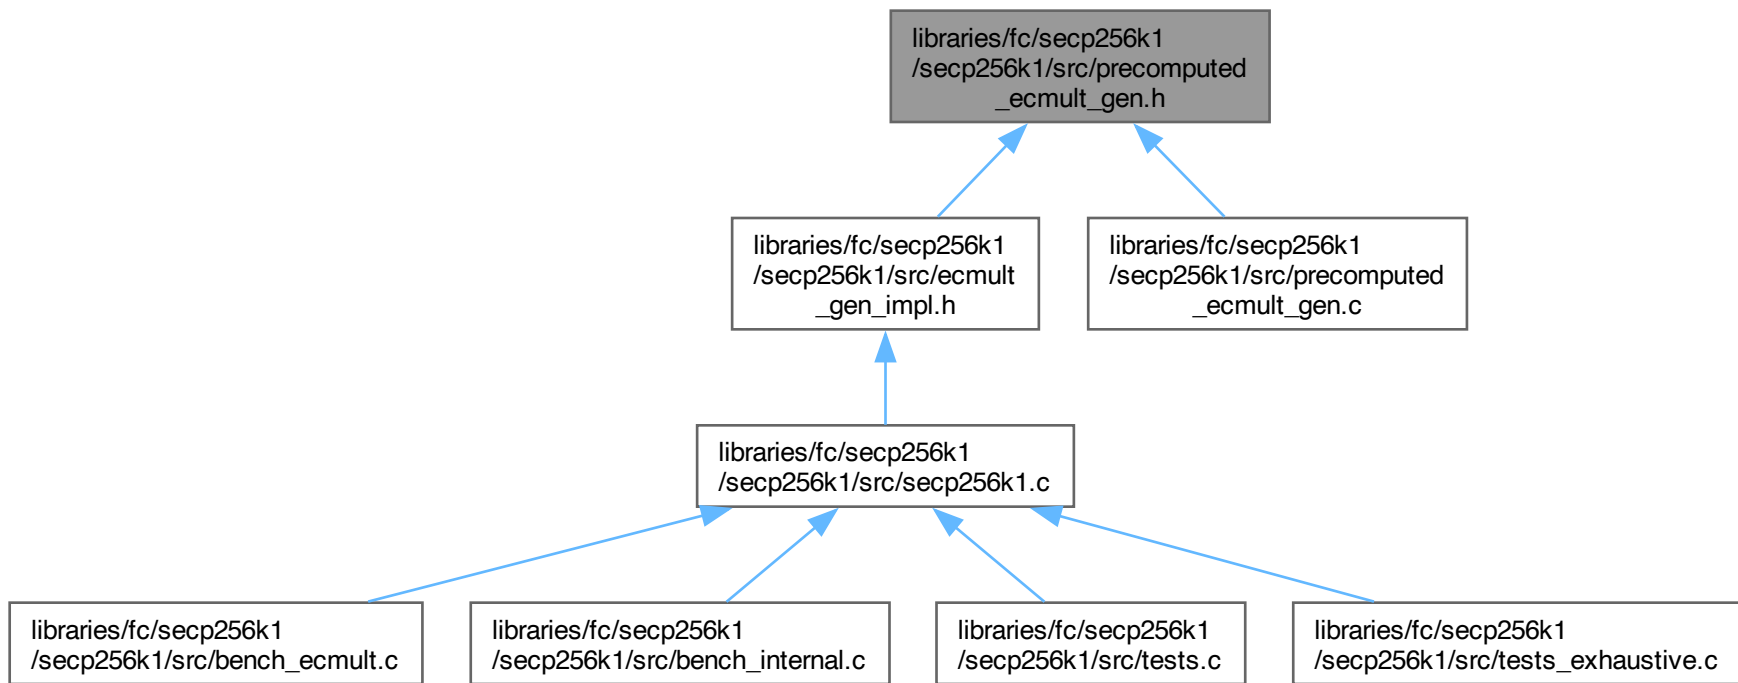 libraries/fc/secp256k1
/secp256k1/src/precomputed
_ecmult_gen.h
libraries/fc/secp256k1
/secp256k1/src/ecmult
_gen_impl.h
libraries/fc/secp256k1
/secp256k1/src/precomputed
_ecmult_gen.c
libraries/fc/secp256k1
/secp256k1/src/secp256k1.c
libraries/fc/secp256k1
/secp256k1/src/bench_ecmult.c
libraries/fc/secp256k1
/secp256k1/src/bench_internal.c
libraries/fc/secp256k1
/secp256k1/src/tests.c
libraries/fc/secp256k1
/secp256k1/src/tests_exhaustive.c